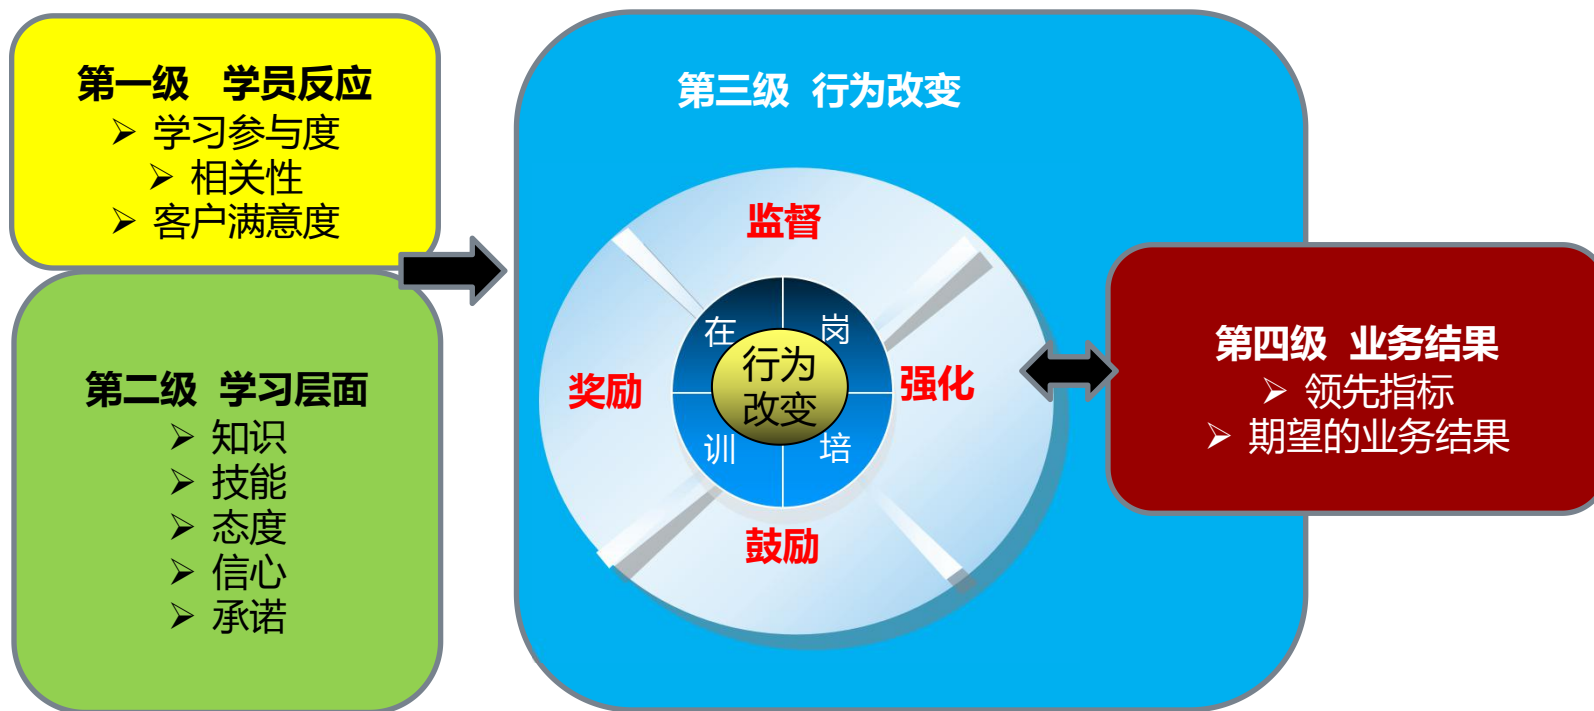 第一级 学员反应
➢ 学习参与度
➢ 相关性
➢ 客户满意度
第二级 学习层面
➢ 知识
➢ 技能
➢ 态度
➢ 信心
➢ 承诺
第三级 行为改变
监督
奖励
强化
鼓励
在 岗
训 培
行为
改变
第四级 业务结果
➢ 领先指标
➢ 期望的业务结果